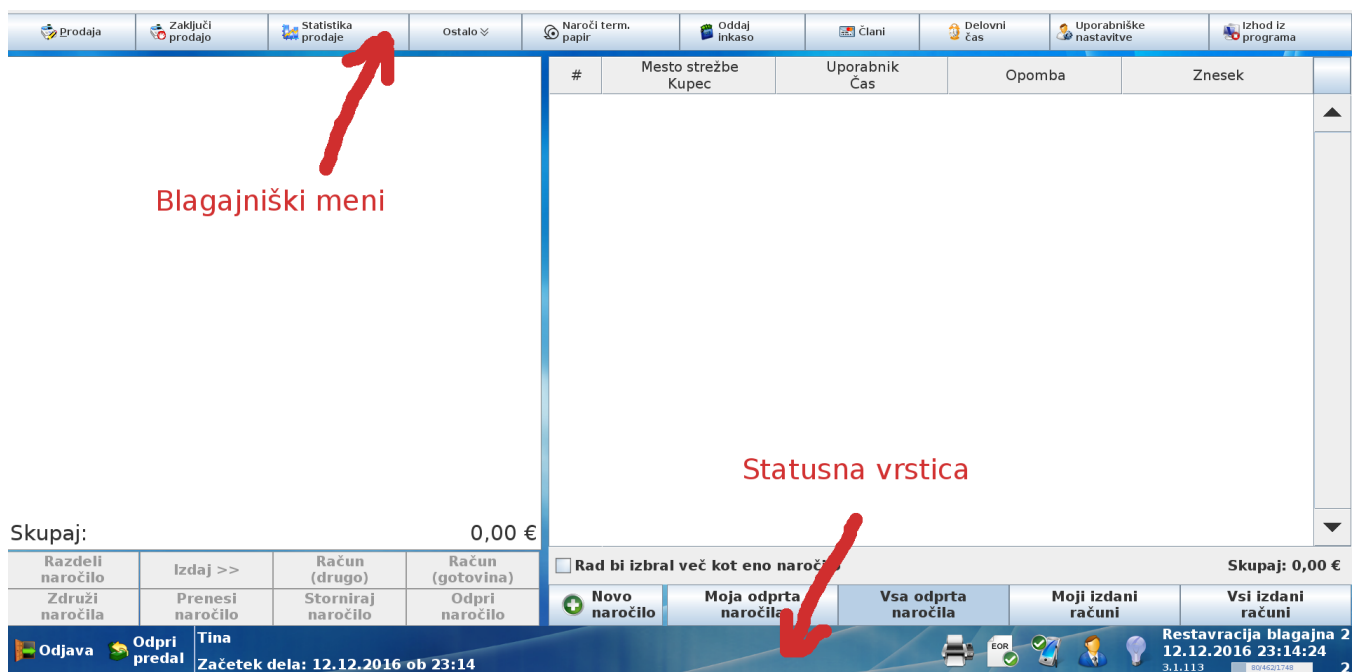 Prodaja
Zaključi
prodajo
Statistika
prodaje
Ostalo
Naroči term.
papir
Oddaj
inkaso
Člani
Delovni
čas
Uporabniške
nastavitve
Izhod iz
programa
# Mesto strežbe Uporabnik Opomba Znesek
Kupec Čas
Blagajniški meni
Statusna vrstica
Skupaj: 0,00 €
Razdeli
naročilo
Izdaj >>
Račun
(drugo)
Račun
(gotovina)
Združi
naročila
Prenesi
naročilo
Storniraj
naročilo
Odpri
naročilo
Rad bi izbral več kot eno
Skupaj: 0,00 €
Novo
naročilo
Moja odprta
naročila
Vsa odprta
naročila
Moji izdani
računi
Vsi izdani
računi
Odjava
Odpri
predal
Tina
Začetek dela: 12.12.2016 ob 23:14
EOR
Restavracija blagajna 2
12.12.2016 23:14:24
3.1.113 80/462/1748 2